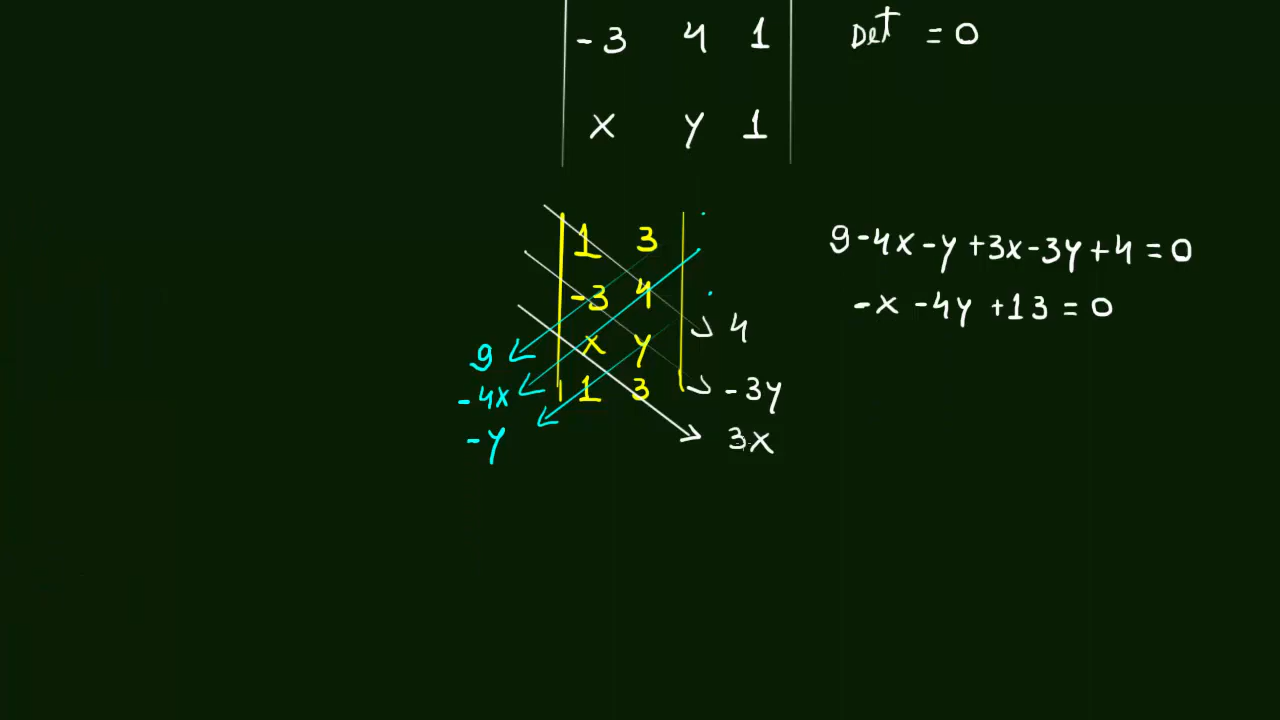 -3 4 1 Det = 0
x y 1
1 3
-3 4
x y
1 3
9
-4x
-y
4
-3y
3x
9-4x-y+3x-3y+4=0
-x-4y+13=0